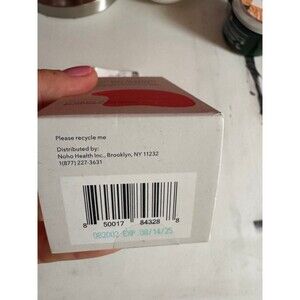 Please recycle me
Distributed by:
Noho Health Inc., Brooklyn, NY 11232
1(877) 227-3631
8 50017 84328 8
082D02 EXP 08/14/25